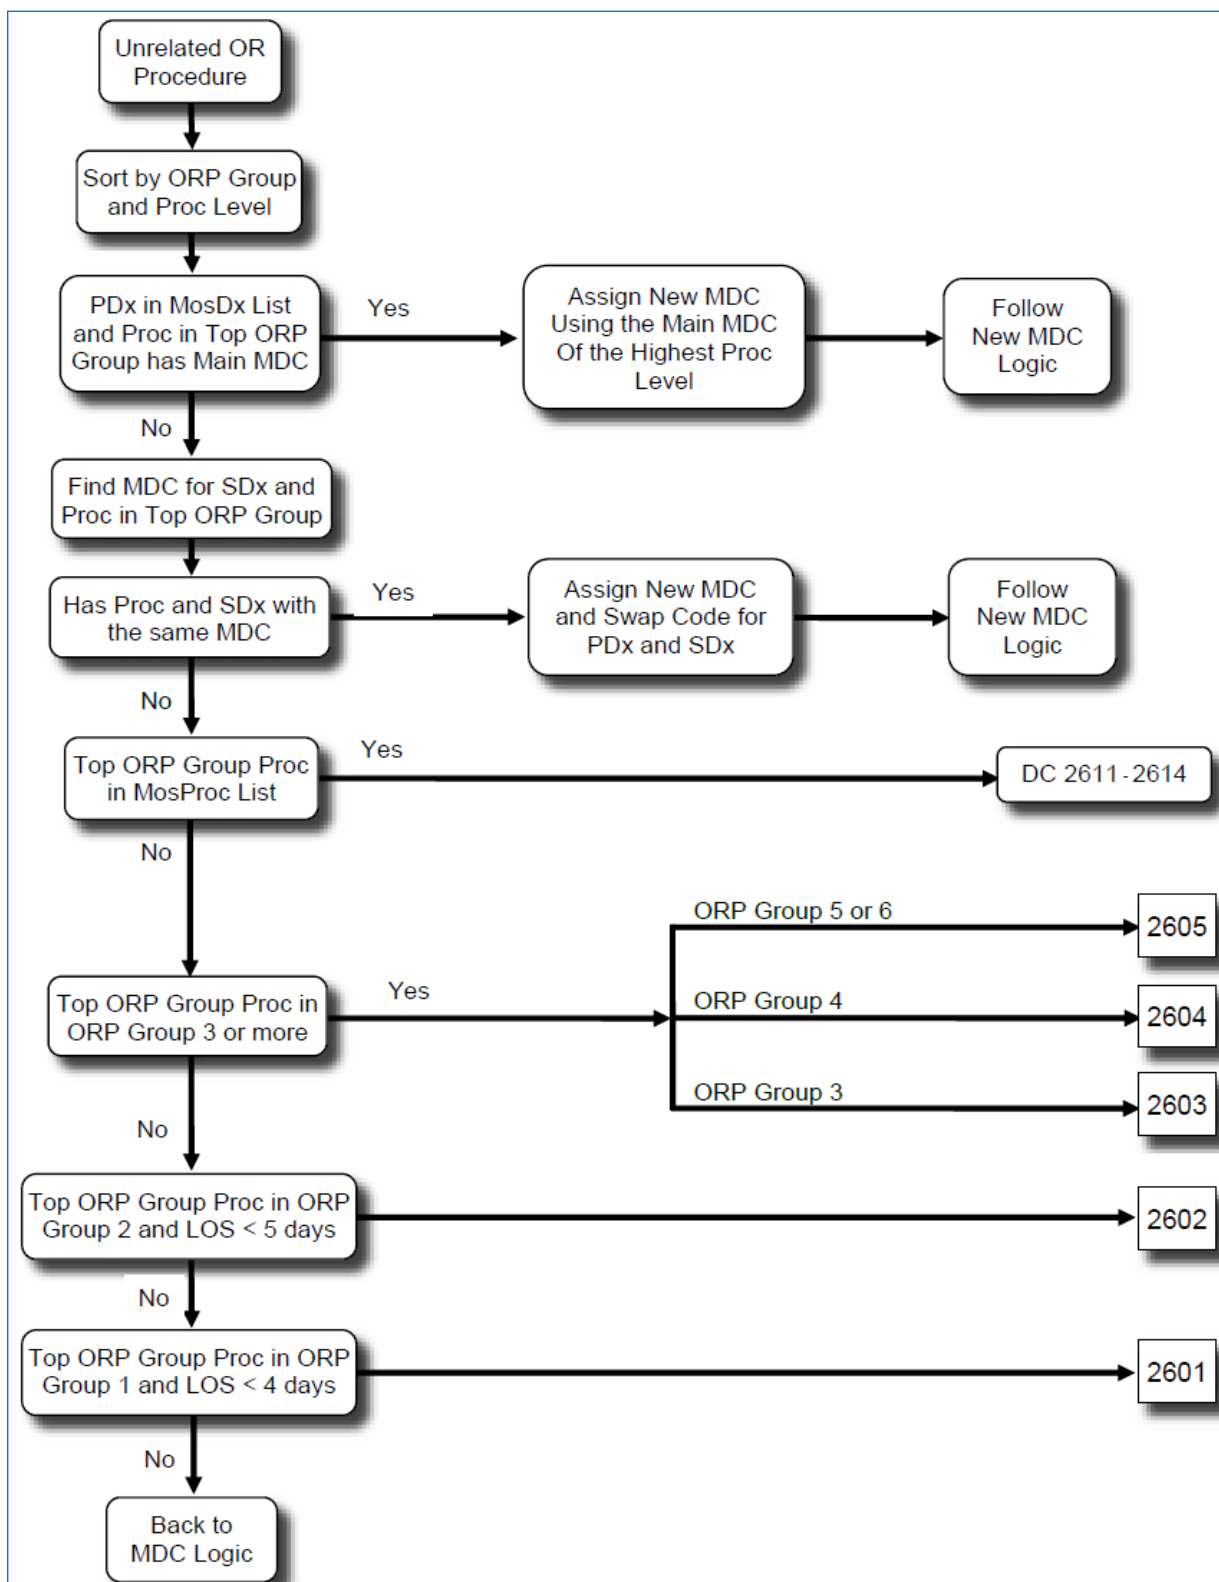 Unrelated OR
Procedure
Sort by ORP Group
and Proc Level
PDx in MosDx List
and Proc in Top ORP
Group has Main MDC
Yes
Assign New MDC
Using the Main MDC
Of the Highest Proc
Level
Follow
New MDC
Logic
No
Find MDC for SDx and
Proc in Top ORP Group
Has Proc and SDx with
the same MDC
Yes
Assign New MDC
and Swap Code for
PDx and SDx
Follow
New MDC
Logic
No
Top ORP Group Proc
in MosProc List
Yes
DC 2611-2614
No
Top ORP Group Proc in
ORP Group 3 or more
Yes
ORP Group 5 or 6
2605
ORP Group 4
2604
ORP Group 3
2603
No
Top ORP Group Proc in ORP
Group 2 and LOS < 5 days
2602
No
Top ORP Group Proc in ORP
Group 1 and LOS < 4 days
2601
No
Back to
MDC Logic